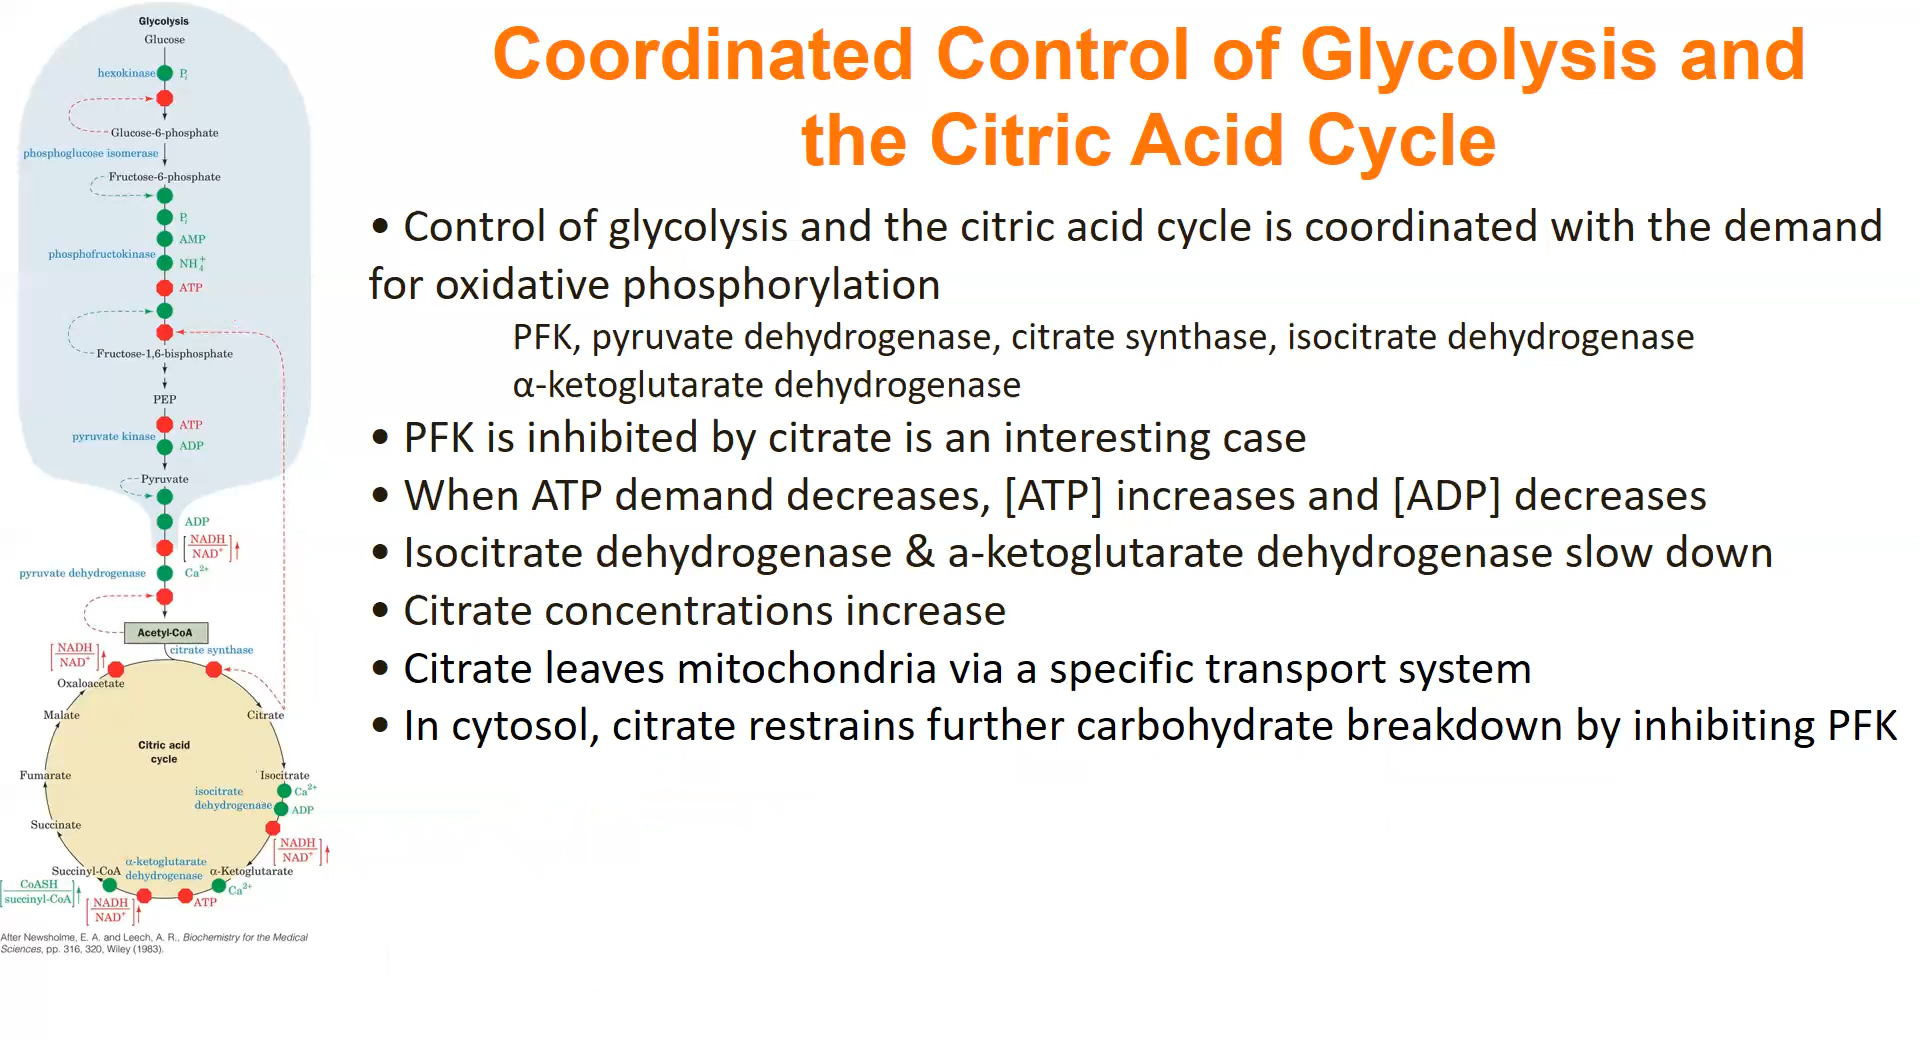 Coordinated Control of Glycolysis and
the Citric Acid Cycle
• Control of glycolysis and the citric acid cycle is coordinated with the demand
for oxidative phosphorylation
PFK, pyruvate dehydrogenase, citrate synthase, isocitrate dehydrogenase
α-ketoglutarate dehydrogenase
• PFK is inhibited by citrate is an interesting case
• When ATP demand decreases, [ATP] increases and [ADP] decreases
• Isocitrate dehydrogenase & a-ketoglutarate dehydrogenase slow down
• Citrate concentrations increase
• Citrate leaves mitochondria via a specific transport system
• In cytosol, citrate restrains further carbohydrate breakdown by inhibiting PFK
Glycolysis
Glucose
hexokinase Pi
Glucose-6-phosphate
phosphoglucose isomerase
Fructose-6-phosphate
Pi
AMP
phosphofructokinase
NH4+
ATP
Fructose-1,6-bisphosphate
PEP
ATP
pyruvate kinase
ADP
Pyruvate
ADP
[NADH/NAD+]↑
pyruvate dehydrogenase Ca2+
Acetyl-CoA
[NADH/NAD+]↑
citrate synthase
Oxaloacetate
Malate
Citrate
Citric acid
cycle
Fumarate
Isocitrate
isocitrate
dehydrogenase
Ca2+
ADP
Succinate
[NADH/NAD+]↑
α-ketoglutarate
dehydrogenase
Succinyl-CoA
α-Ketoglutarate
[CoASH/succinyl-CoA]↑
Ca2+
[NADH/NAD+]↑
ATP
After Newsholme, E. A. and Leech, A. R., Biochemistry for the Medical
Sciences, pp. 316, 320, Wiley (1983).